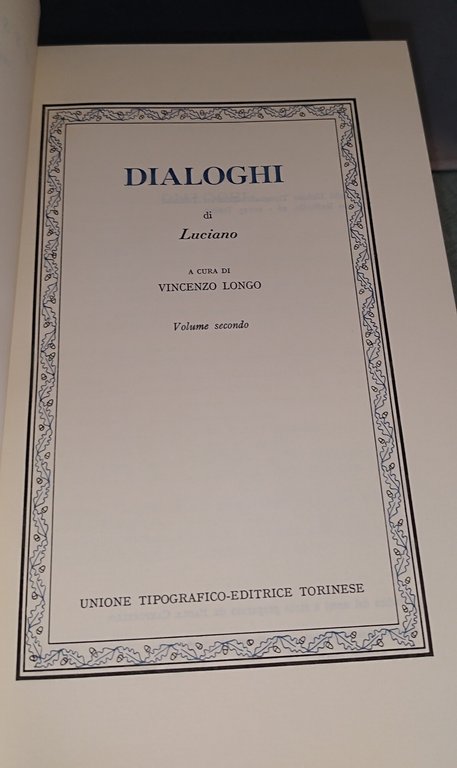 DIALOGHI
di
Luciano
A CURA DI
VINCENZO LONGO
Volume secondo
UNIONE TIPOGRAFICO-EDITRICE TORINESE